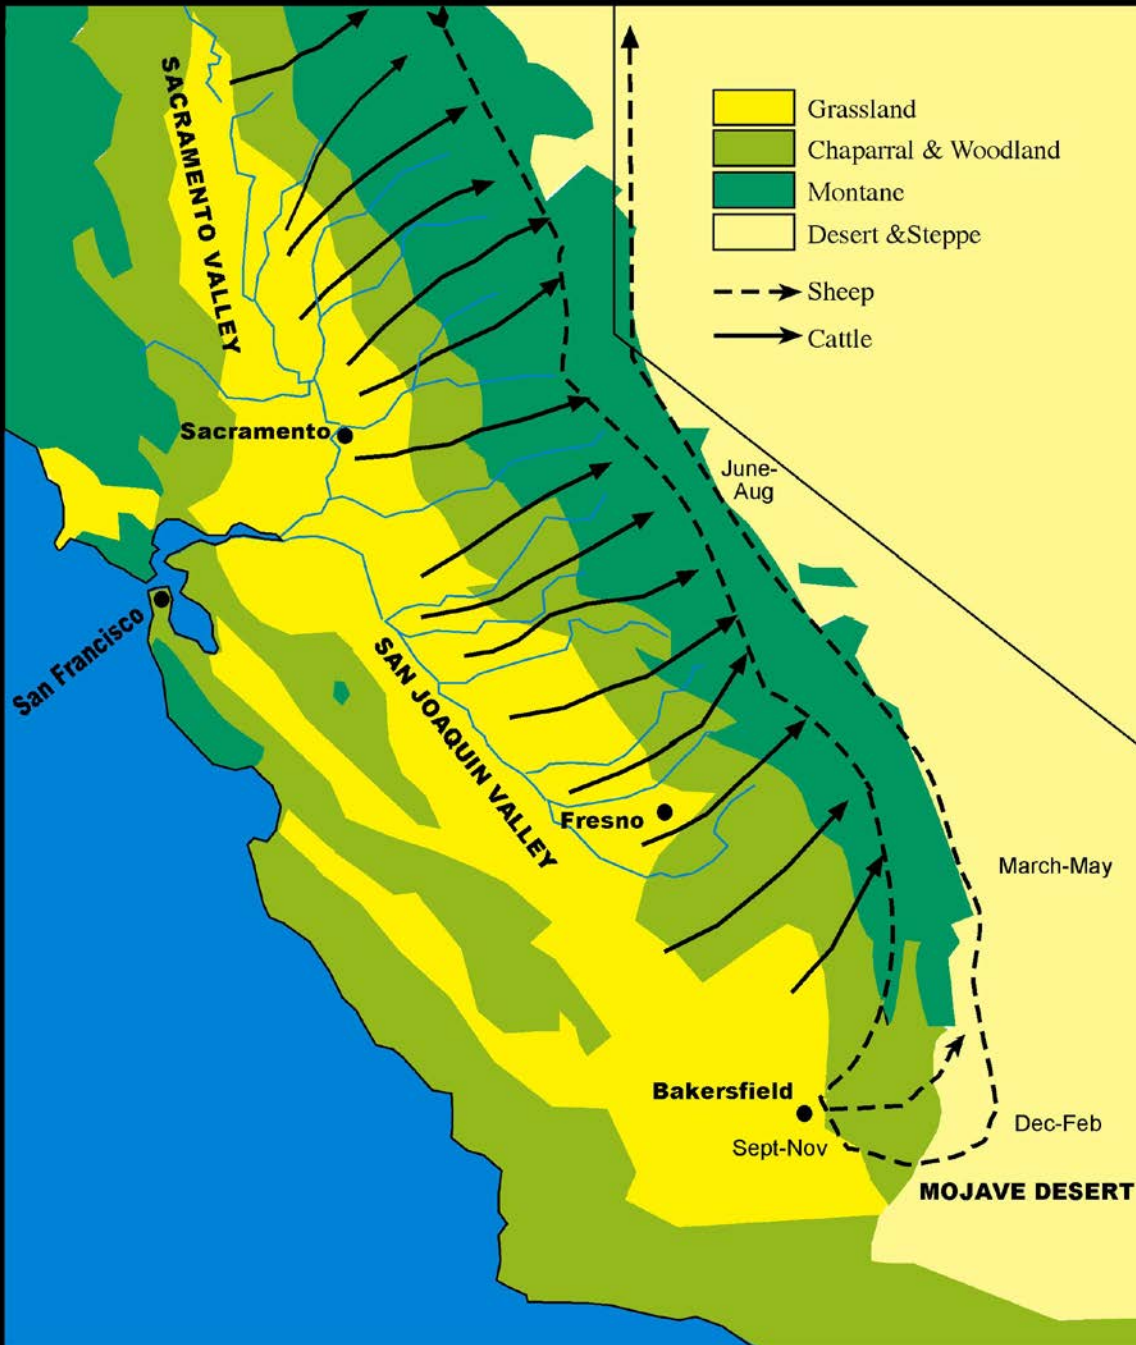 SACRAMENTO VALLEY
Grassland
Chaparral & Woodland
Montane
Desert &Steppe
Sheep
Cattle
Sacramento
June-
Aug
San Francisco
SAN JOAQUIN VALLEY
Fresno
March-May
Bakersfield
Sept-Nov
Dec-Feb
MOJAVE DESERT